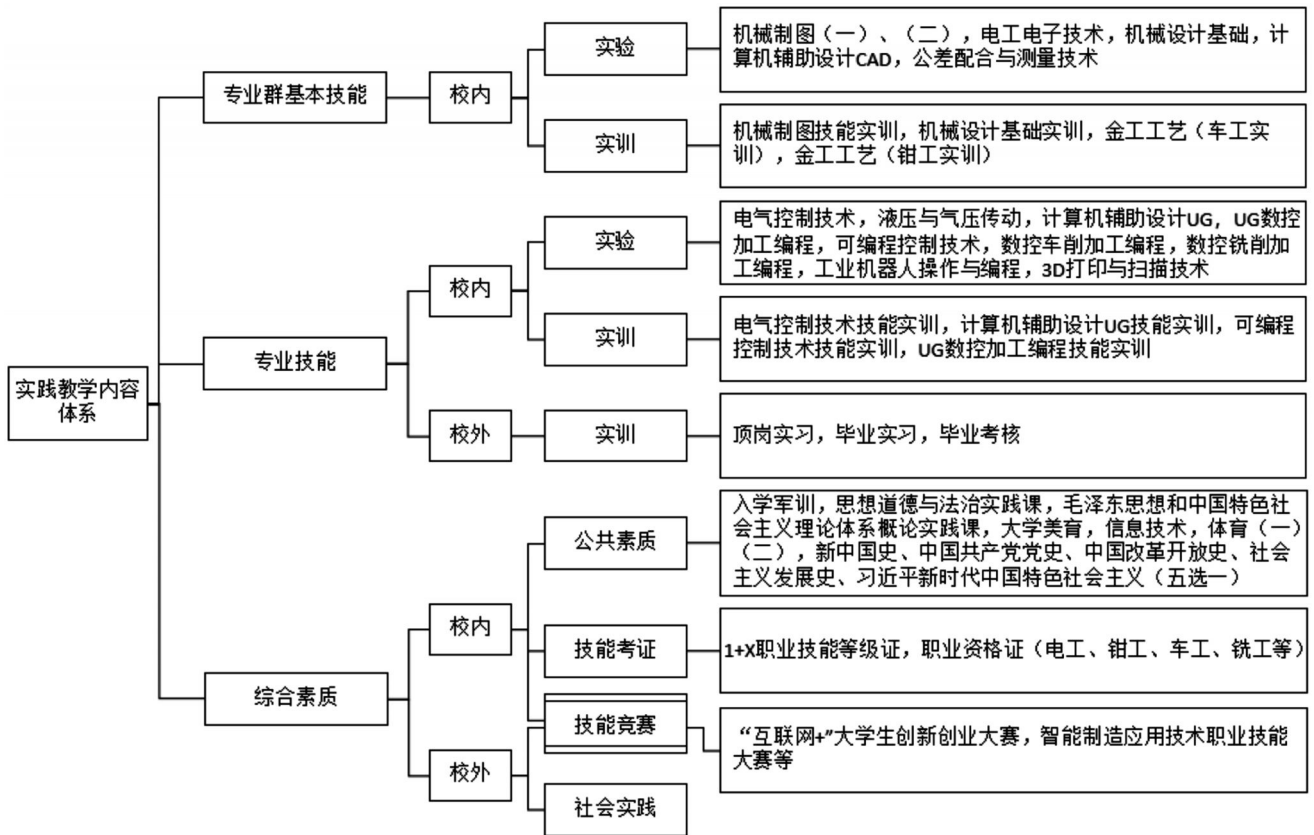 实践教学内容
体系
专业群基本技能
校内
实验
机械制图（一）、（二），电工电子技术，机械设计基础，计
算机辅助设计CAD，公差配合与测量技术
实训
机械制图技能实训，机械设计基础实训，金工工艺（车工实
训），金工工艺（钳工实训）
专业技能
校内
实验
电气控制技术，液压与气压传动，计算机辅助设计UG，UG数控
加工编程，可编程控制技术，数控车削加工编程，数控铣削加
工编程，工业机器人操作与编程，3D打印与扫描技术
实训
电气控制技术技能实训，计算机辅助设计UG技能实训，可编程
控制技术技能实训，UG数控加工编程技能实训
校外
实训
顶岗实习，毕业实习，毕业考核
综合素质
校内
公共素质
入学军训，思想道德与法治实践课，毛泽东思想和中国特色社
会主义理论体系概论实践课，大学美育，信息技术，体育（一）
（二），新中国史、中国共产党党史、中国改革开放史、社会
主义发展史、习近平新时代中国特色社会主义（五选一）
技能考证
1+X职业技能等级证，职业资格证（电工、钳工、车工、铣工等）
技能竞赛
“互联网+”大学生创新创业大赛，智能制造应用技术职业技能
大赛等
校外
社会实践